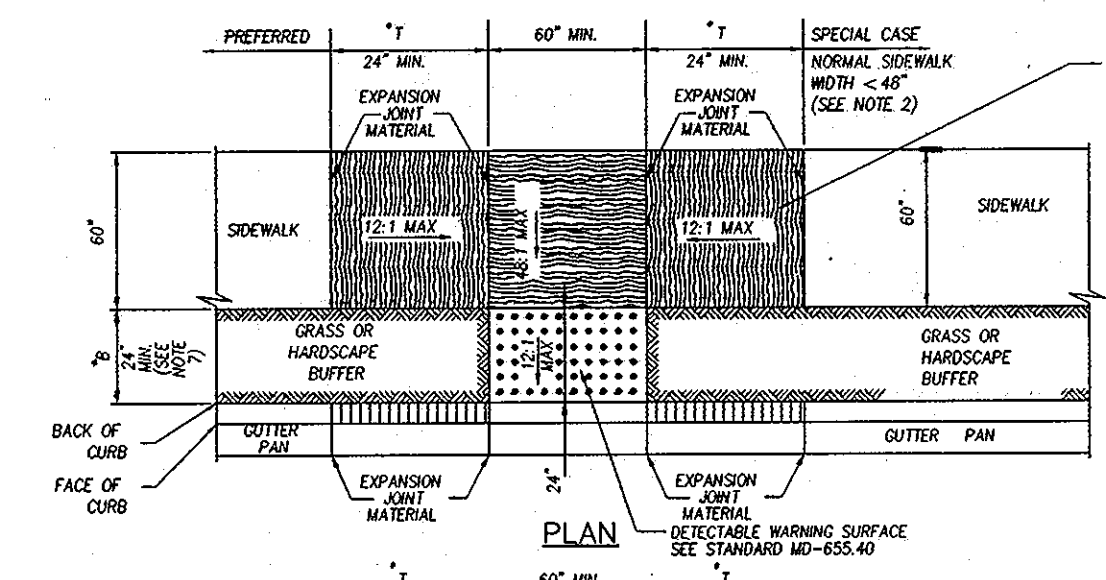 PREFERRED
*T
60" MIN.
*T
SPECIAL CASE
24" MIN.
24" MIN.
NORMAL SIDEWALK
WIDTH < 48"
(SEE NOTE 2)
EXPANSION
JOINT
MATERIAL
EXPANSION
JOINT
MATERIAL
60"
SIDEWALK
12:1 MAX
48:1 MAX
12:1 MAX
60"
SIDEWALK
*B
24"
MIN.
(SEE
NOTE
7)
GRASS OR
HARDSCAPE
BUFFER
12:1
MAX
GRASS OR
HARDSCAPE
BUFFER
BACK OF
CURB
GUTTER
PAN
GUTTER PAN
FACE OF
CURB
EXPANSION
JOINT
MATERIAL
24"
EXPANSION
JOINT
MATERIAL
PLAN
DETECTABLE WARNING SURFACE
SEE STANDARD MD-655.40
*T
60" MIN.
*T